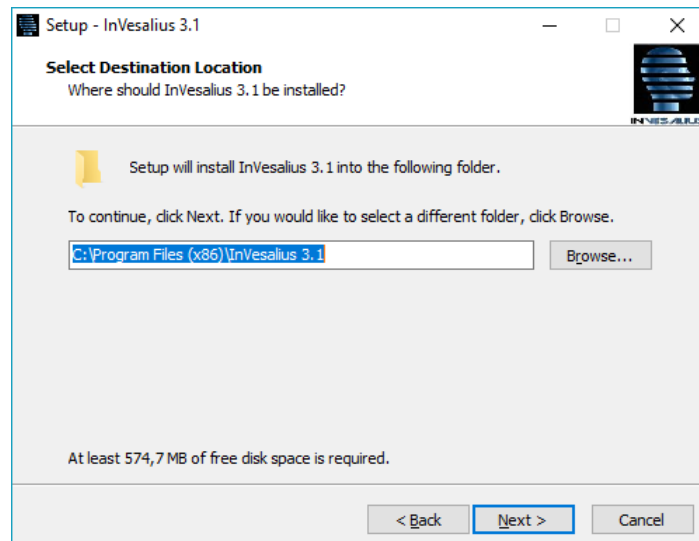 Setup - InVesalius 3.1
Select Destination Location
Where should InVesalius 3.1 be installed?
INVESALIUS
Setup will install InVesalius 3.1 into the following folder.
To continue, click Next. If you would like to select a different folder, click Browse.
C:\Program Files (x86)\InVesalius 3.1
Browse...
At least 574,7 MB of free disk space is required.
< Back
Next >
Cancel